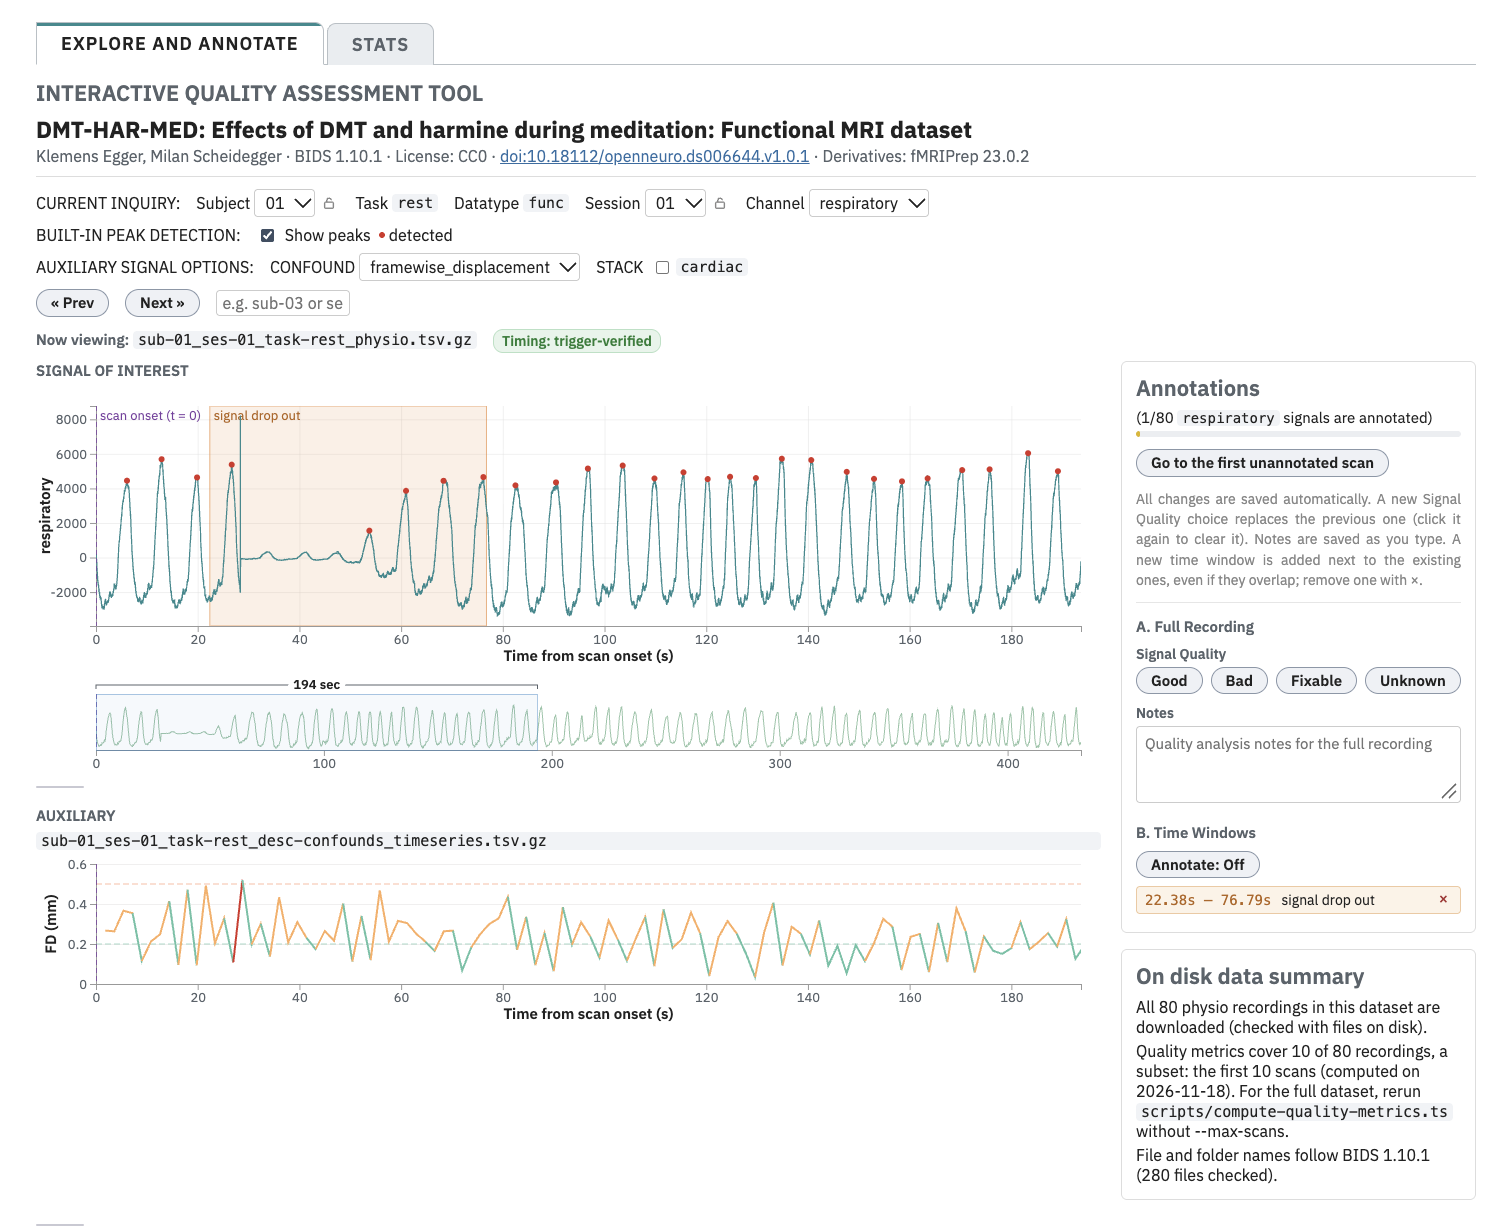 EXPLORE AND ANNOTATE
STATS
INTERACTIVE QUALITY ASSESSMENT TOOL
DMT-HAR-MED: Effects of DMT and harmine during meditation: Functional MRI dataset
Klemens Egger, Milan Scheidegger · BIDS 1.10.1 · License: CC0 · doi:10.18112/openneuro.ds006644.v1.0.1 · Derivatives: fMRIPrep 23.0.2
CURRENT INQUIRY: Subject 01 Task rest Datatype func Session 01 Channel respiratory
BUILT-IN PEAK DETECTION: Show peaks detected
AUXILIARY SIGNAL OPTIONS: CONFOUND framewise_displacement STACK cardiac
« Prev Next » e.g. sub-03 or se
Now viewing: sub-01_ses-01_task-rest_physio.tsv.gz Timing: trigger-verified
SIGNAL OF INTEREST
scan onset (t = 0) signal drop out
8000
6000
4000
2000
0
-2000
respiratory
0 20 40 60 80 100 120 140 160 180
Time from scan onset (s)
194 sec
0 100 200 300 400
AUXILIARY
sub-01_ses-01_task-rest_desc-confounds_timeseries.tsv.gz
0.6
0.4
0.2
0
FD (mm)
0 20 40 60 80 100 120 140 160 180
Time from scan onset (s)
Annotations
(1/80 respiratory signals are annotated)
Go to the first unannotated scan
All changes are saved automatically. A new Signal
Quality choice replaces the previous one (click it
again to clear it). Notes are saved as you type. A
new time window is added next to the existing
ones, even if they overlap; remove one with ×.
A. Full Recording
Signal Quality
Good Bad Fixable Unknown
Notes
Quality analysis notes for the full recording
B. Time Windows
Annotate: Off
22.38s – 76.79s signal drop out ×
On disk data summary
All 80 physio recordings in this dataset are
downloaded (checked with files on disk).
Quality metrics cover 10 of 80 recordings, a
subset: the first 10 scans (computed on
2026-11-18). For the full dataset, rerun
scripts/compute-quality-metrics.ts
without --max-scans.
File and folder names follow BIDS 1.10.1
(280 files checked).